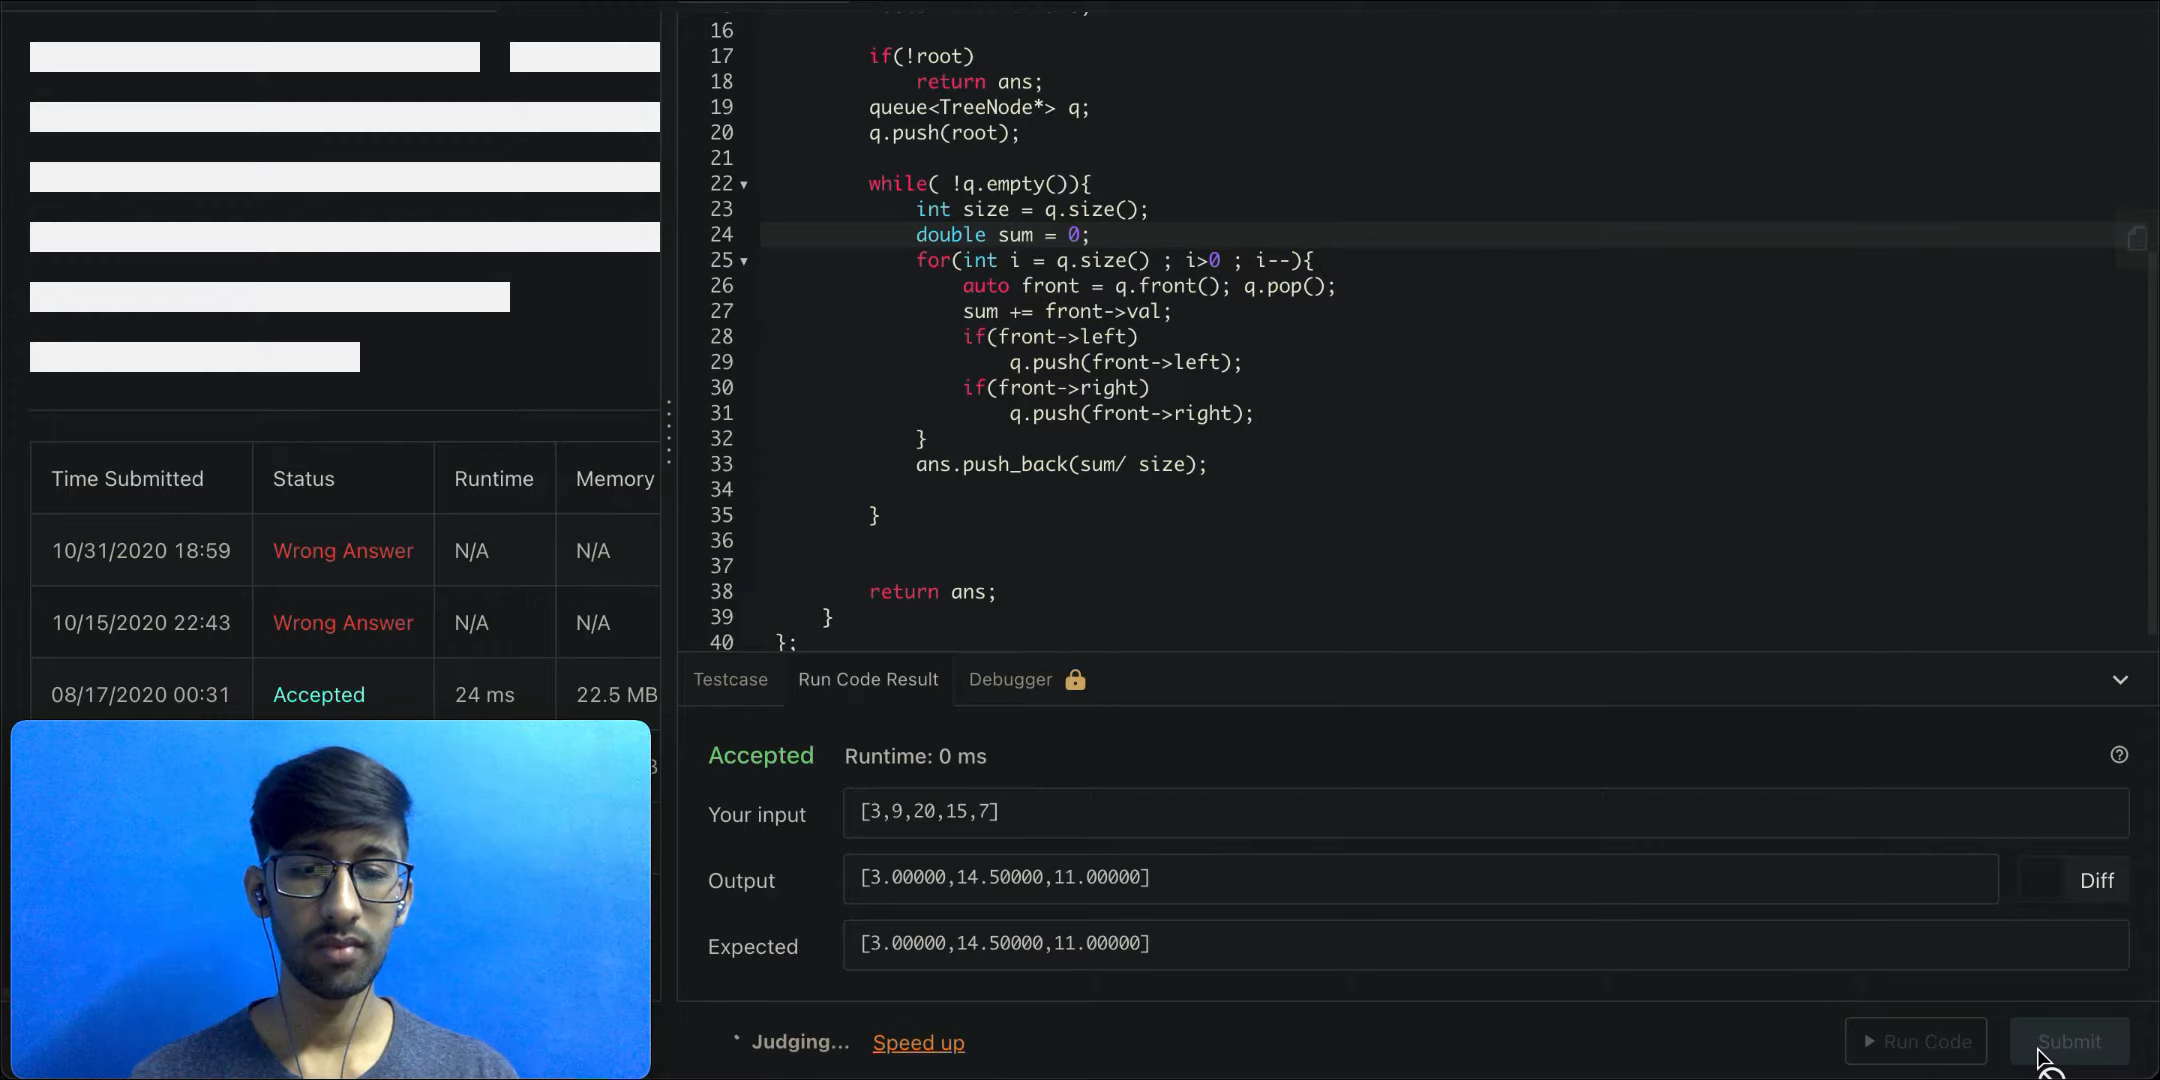 16
17 if(!root)
18 return ans;
19 queue<TreeNode*> q;
20 q.push(root);
21
22 while( !q.empty()){
23 int size = q.size();
24 double sum = 0;
25 for(int i = q.size() ; i>0 ; i--){
26 auto front = q.front(); q.pop();
27 sum += front->val;
28 if(front->left)
29 q.push(front->left);
30 if(front->right)
31 q.push(front->right);
32 }
33 ans.push_back(sum/ size);
34
35 }
36
37
38 return ans;
39 }
40 };
Time Submitted Status Runtime Memory
10/31/2020 18:59 Wrong Answer N/A N/A
10/15/2020 22:43 Wrong Answer N/A N/A
08/17/2020 00:31 Accepted 24 ms 22.5 MB
Testcase Run Code Result Debugger
Accepted Runtime: 0 ms
Your input [3,9,20,15,7]
Output [3.00000,14.50000,11.00000] Diff
Expected [3.00000,14.50000,11.00000]
Judging... Speed up Run Code Submit